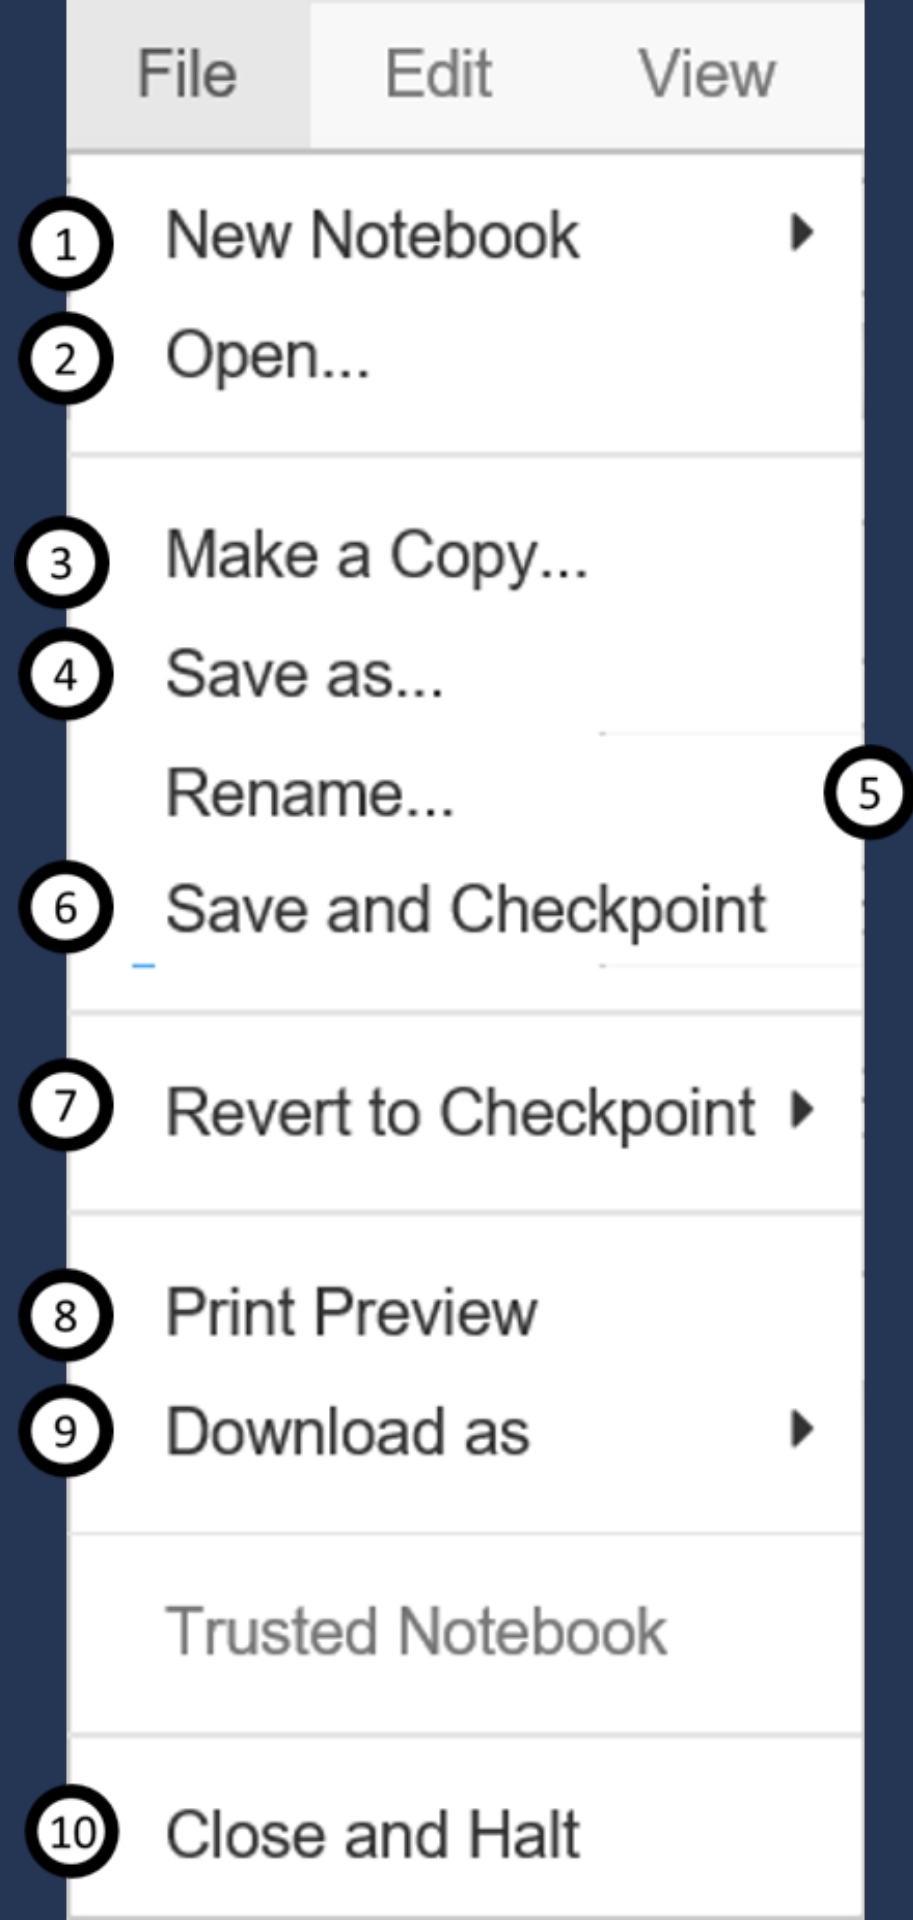 File Edit View
1 New Notebook
2 Open...
3 Make a Copy...
4 Save as...
Rename... 5
6 Save and Checkpoint
7 Revert to Checkpoint
8 Print Preview
9 Download as
Trusted Notebook
10 Close and Halt